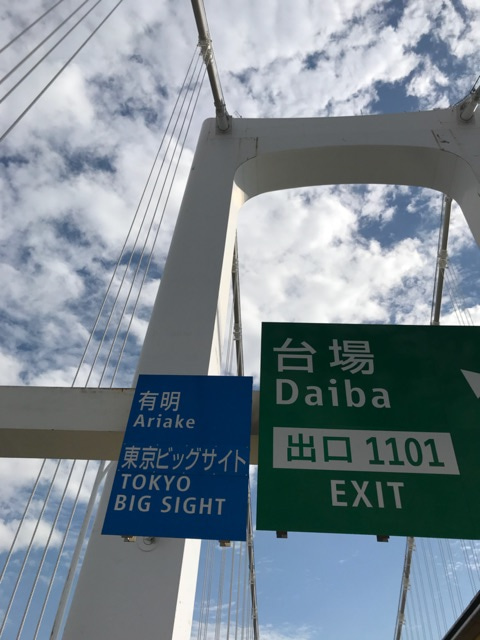 有明
Ariake
東京ビッグサイト
TOKYO
BIG SIGHT
台場
Daiba
出口 1101
EXIT